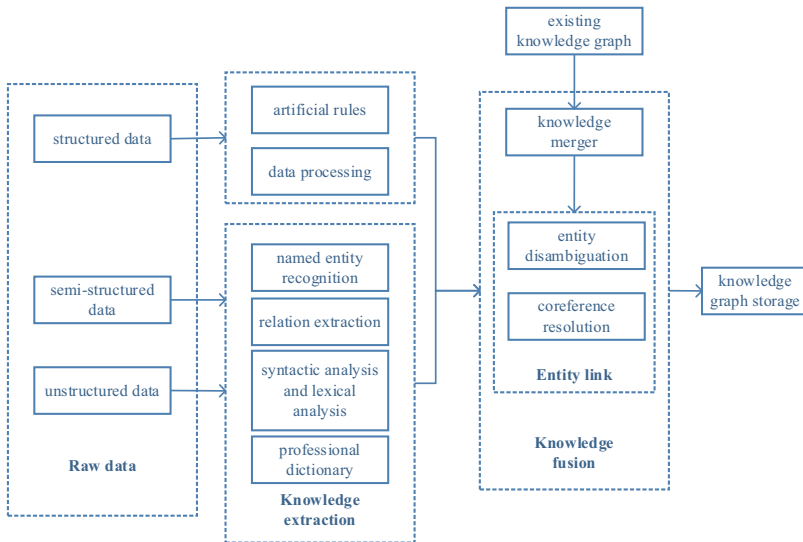 existing
knowledge graph
artificial rules
structured data
knowledge
merger
data processing
named entity
recognition
entity
disambiguation
semi-structured
data
knowledge
graph storage
relation extraction
coreference
resolution
syntactic analysis
and lexical
analysis
unstructured data
Entity link
professional
dictionary
Knowledge
fusion
Raw data
Knowledge
extraction